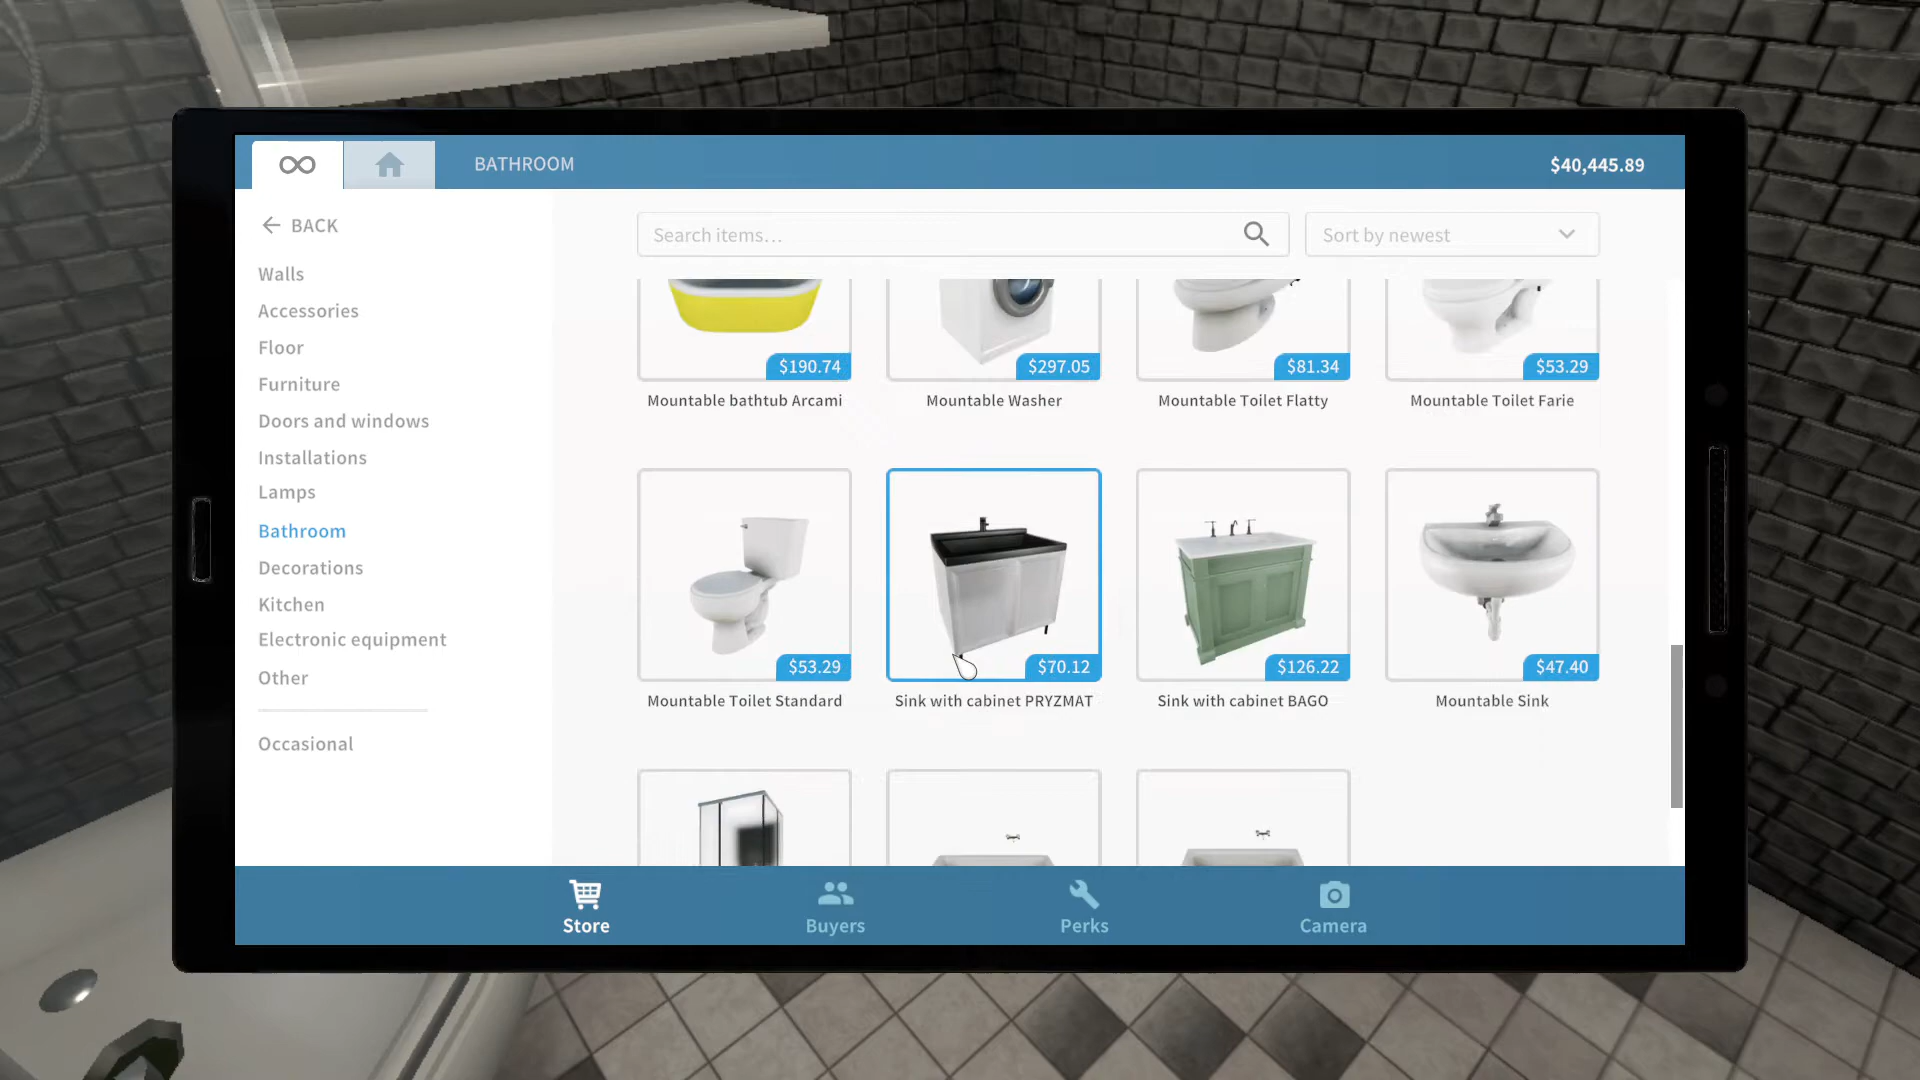 BATHROOM
$40,445.89
BACK
Search items...
Sort by newest
Walls
Accessories
Floor
Furniture
Doors and windows
Installations
Lamps
Bathroom
Decorations
Kitchen
Electronic equipment
Other
Occasional
$190.74
$297.05
$81.34
$53.29
Mountable bathtub Arcami
Mountable Washer
Mountable Toilet Flatty
Mountable Toilet Farie
$53.29
$70.12
$126.22
$47.40
Mountable Toilet Standard
Sink with cabinet PRYZMAT
Sink with cabinet BAGO
Mountable Sink
Store
Buyers
Perks
Camera